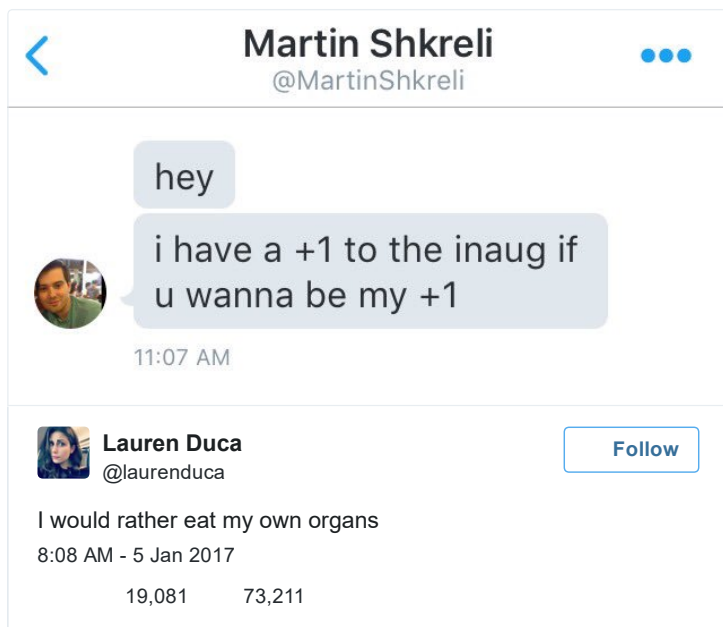 Martin Shkreli
@MartinShkreli
hey
i have a +1 to the inaug if
u wanna be my +1
11:07 AM
Lauren Duca
@laurenduca
Follow
I would rather eat my own organs
8:08 AM - 5 Jan 2017
19,081 73,211